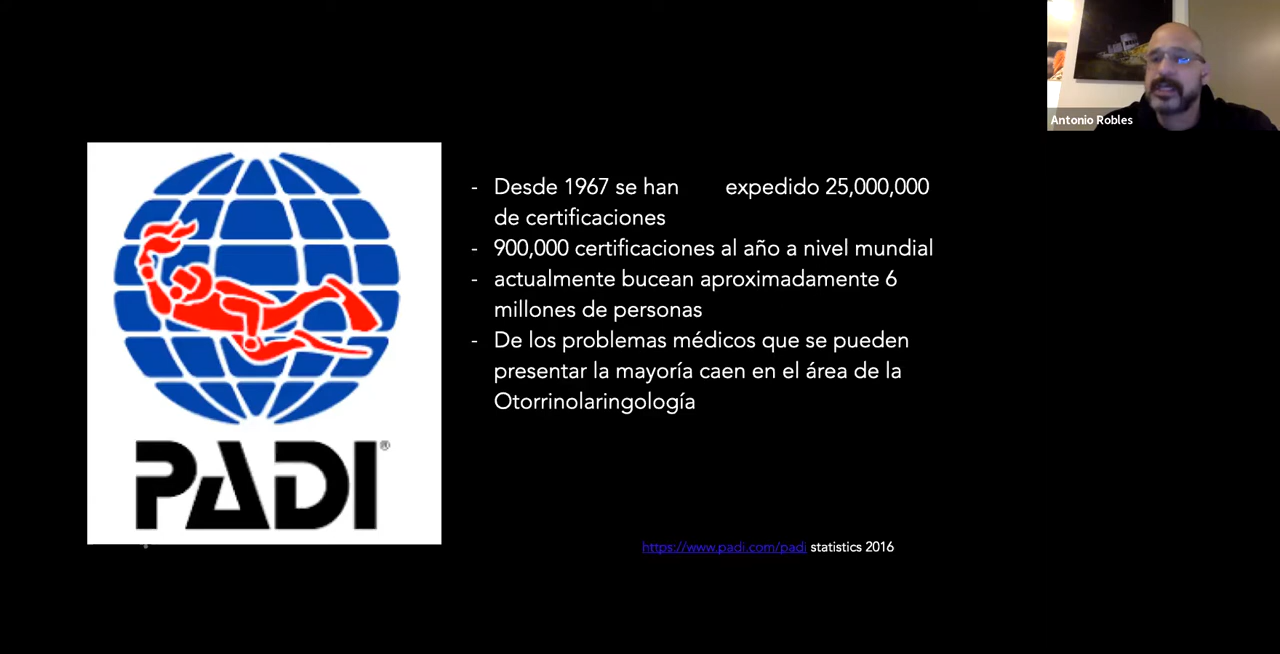 Antonio Robles
- Desde 1967 se han expedido 25,000,000
de certificaciones
- 900,000 certificaciones al año a nivel mundial
- actualmente bucean aproximadamente 6
millones de personas
- De los problemas médicos que se pueden
presentar la mayoría caen en el área de la
Otorrinolaringología
PADI®
https://www.padi.com/padi statistics 2016